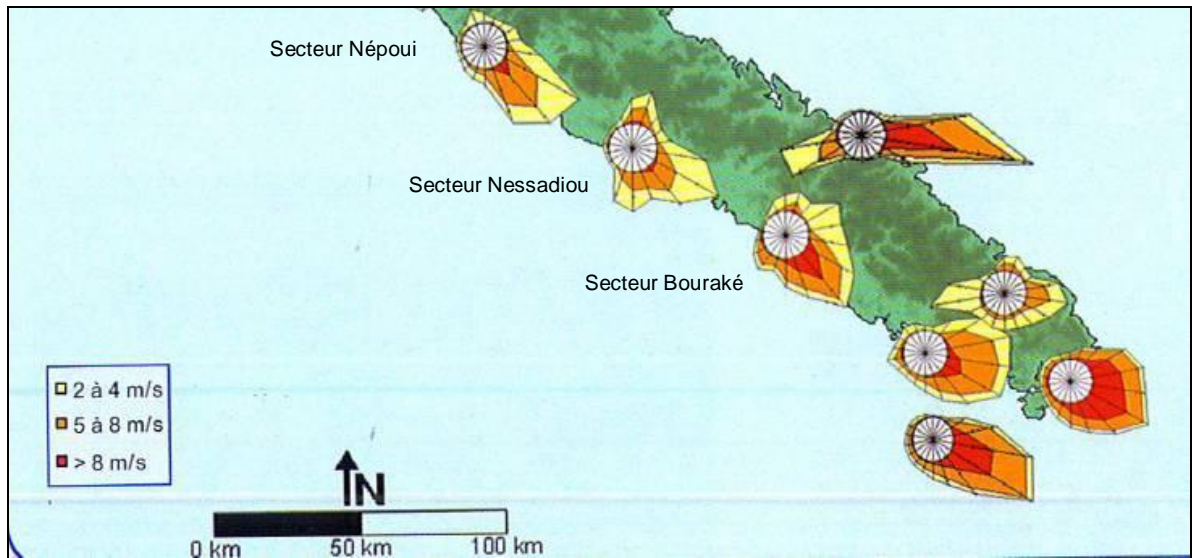 Secteur Népoui
Secteur Nessadiou
Secteur Bouraké
2 à 4 m/s
5 à 8 m/s
> 8 m/s
N
0 km 50 km 100 km